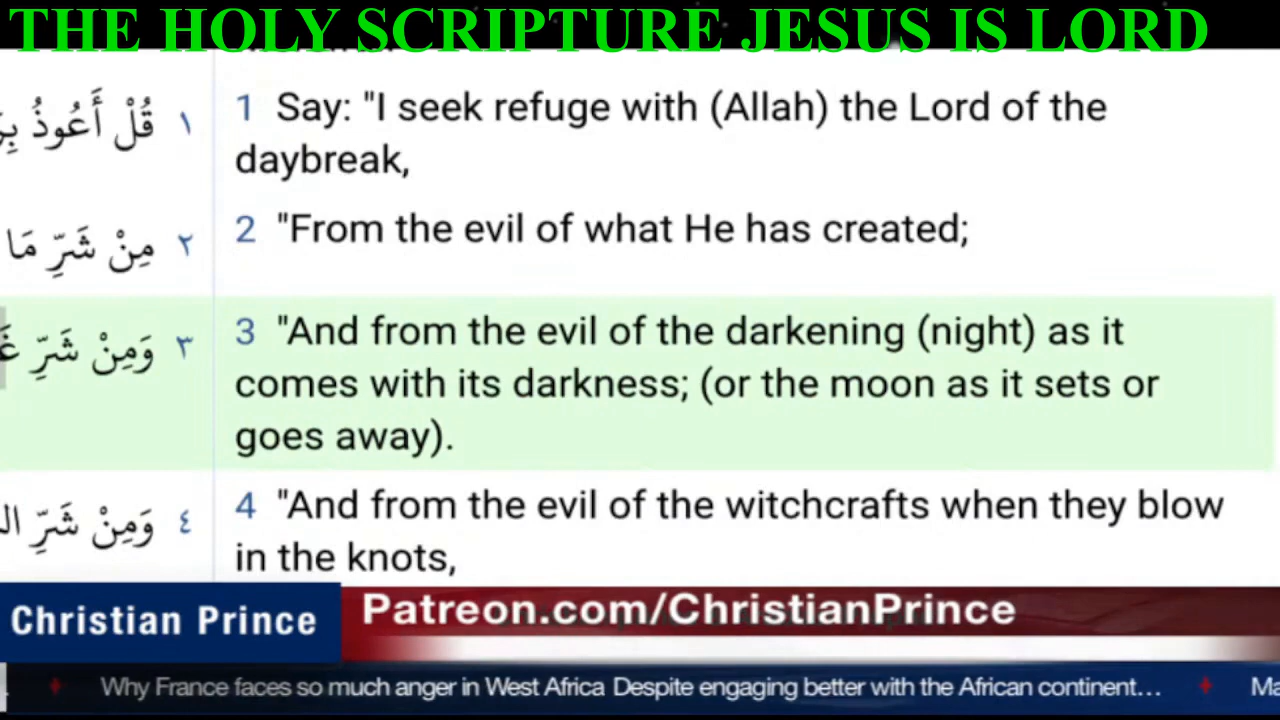 THE HOLY SCRIPTURE JESUS IS LORD
١ قُلْ أَعُوذُ
1 Say: "I seek refuge with (Allah) the Lord of the
daybreak,
٢ مِنْ شَرِّ مَا
2 "From the evil of what He has created;
٣ وَمِنْ شَرِّ
3 "And from the evil of the darkening (night) as it
comes with its darkness; (or the moon as it sets or
goes away).
٤ وَمِنْ شَرِّ
4 "And from the evil of the witchcrafts when they blow
in the knots,
Christian Prince
Patreon.com/ChristianPrince
Why France faces so much anger in West Africa Despite engaging better with the African continent...